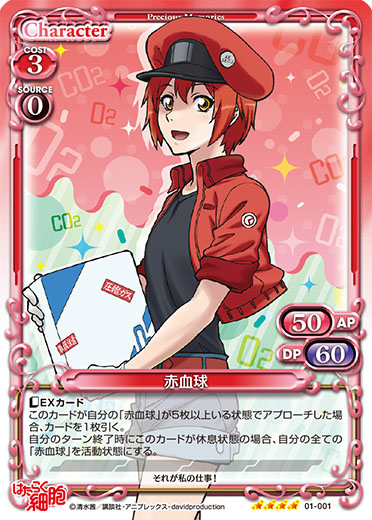 Precious Memories
Character
COST
3
SOURCE
0
CO2
O2
CO2
O2
CO2
O2
圧縮ガス
50 AP
DP 60
赤血球
EXカード
このカードが自分の「赤血球」が5枚以上いる状態でアプローチした場
合、カードを1枚引く。
自分のターン終了時にこのカードが休息状態の場合、自分の全ての
「赤血球」を活動状態にする。
それが私の仕事!
はたらく細胞
©清水茜/講談社・アニプレックス・davidproduction
01-001